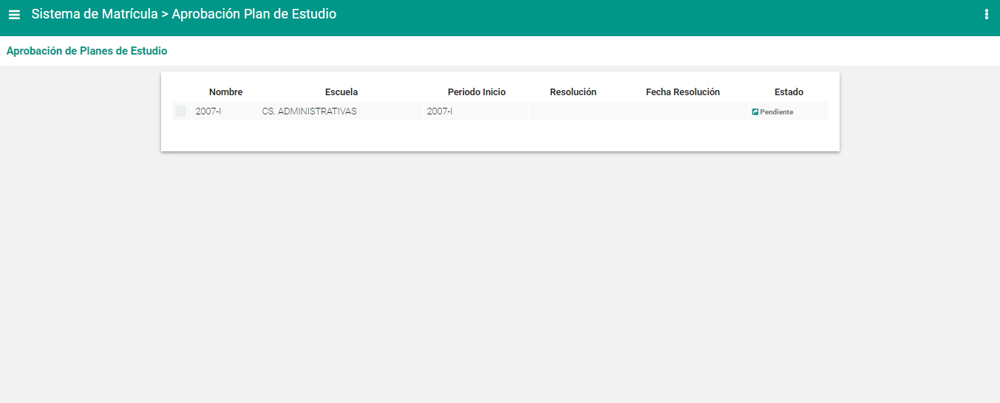 Sistema de Matrícula > Aprobación Plan de Estudio
Aprobación de Planes de Estudio
Nombre Escuela Periodo Inicio Resolución Fecha Resolución Estado
2007-I CS. ADMINISTRATIVAS 2007-I Pendiente